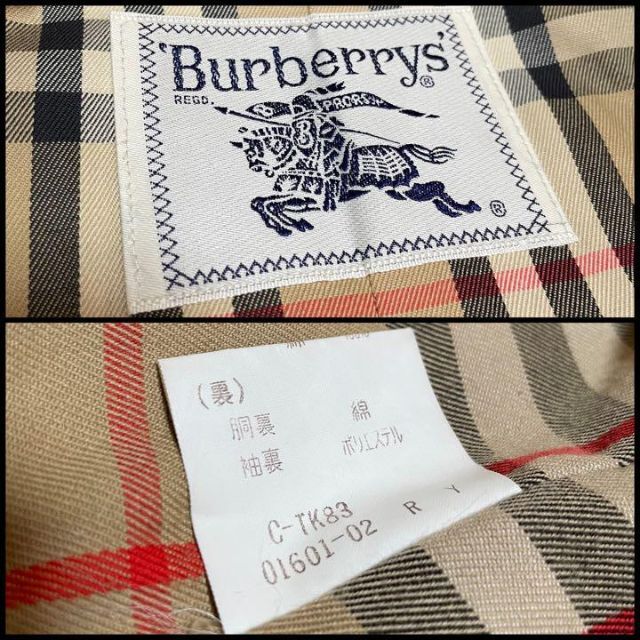 'Burberrys'®
REGD.
PRORSUM
®
(裏)
胴裏 綿
袖裏 ポリエステル
C-TK83
01601-02 R Y